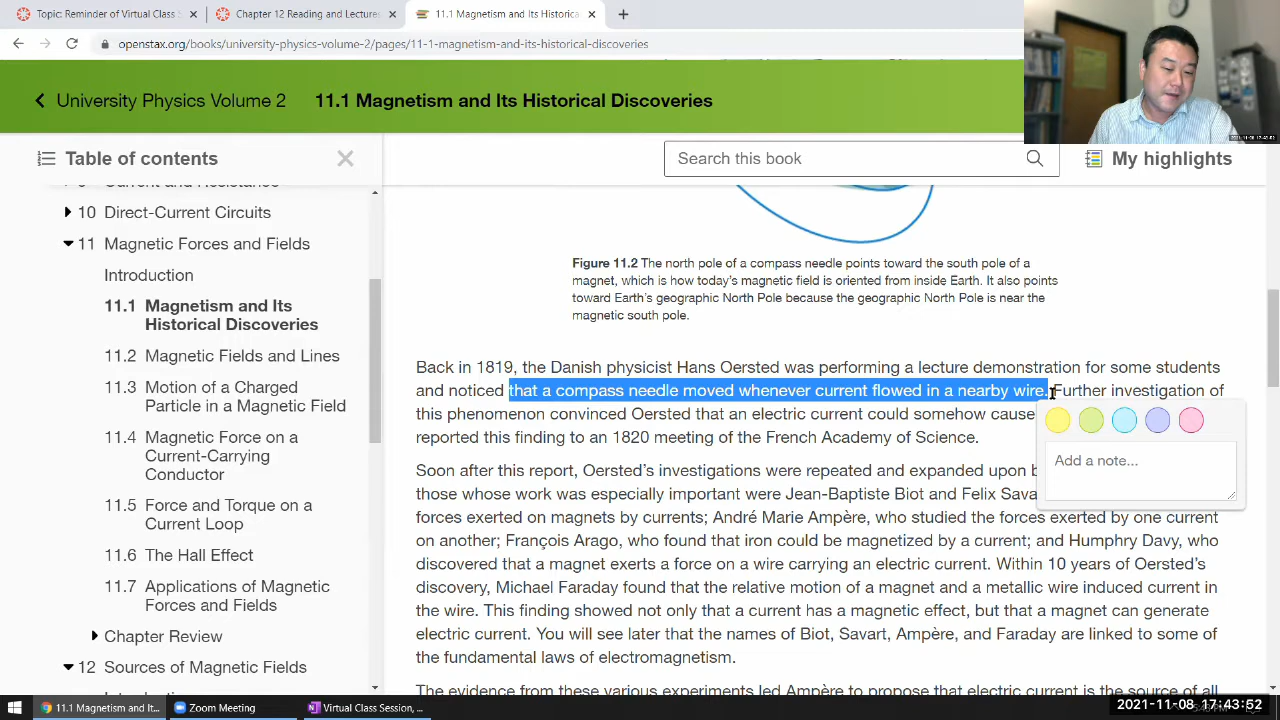 Topic: Reminder of Virtual Class S
Chapter 12 Reading and Lectures
11.1 Magnetism and Its Historica
openstax.org/books/university-physics-volume-2/pages/11-1-magnetism-and-its-historical-discoveries
University Physics Volume 2
11.1 Magnetism and Its Historical Discoveries
Table of contents
Search this book
My highlights
10 Direct-Current Circuits
11 Magnetic Forces and Fields
Introduction
11.1 Magnetism and Its
Historical Discoveries
11.2 Magnetic Fields and Lines
11.3 Motion of a Charged
Particle in a Magnetic Field
11.4 Magnetic Force on a
Current-Carrying
Conductor
11.5 Force and Torque on a
Current Loop
11.6 The Hall Effect
11.7 Applications of Magnetic
Forces and Fields
Chapter Review
12 Sources of Magnetic Fields
Figure 11.2 The north pole of a compass needle points toward the south pole of a
magnet, which is how today's magnetic field is oriented from inside Earth. It also points
toward Earth's geographic North Pole because the geographic North Pole is near the
magnetic south pole.
Back in 1819, the Danish physicist Hans Oersted was performing a lecture demonstration for some students
and noticed that a compass needle moved whenever current flowed in a nearby wire. Further investigation of
this phenomenon convinced Oersted that an electric current could somehow cause
reported this finding to an 1820 meeting of the French Academy of Science.
Add a note...
Soon after this report, Oersted's investigations were repeated and expanded upon b
those whose work was especially important were Jean-Baptiste Biot and Felix Sava
forces exerted on magnets by currents; André Marie Ampère, who studied the forces exerted by one current
on another; François Arago, who found that iron could be magnetized by a current; and Humphry Davy, who
discovered that a magnet exerts a force on a wire carrying an electric current. Within 10 years of Oersted's
discovery, Michael Faraday found that the relative motion of a magnet and a metallic wire induced current in
the wire. This finding showed not only that a current has a magnetic effect, but that a magnet can generate
electric current. You will see later that the names of Biot, Savart, Ampère, and Faraday are linked to some of
the fundamental laws of electromagnetism.
The evidence from these various experiments led Ampère to propose that electric current is the source of all
11.1 Magnetism and It...
Zoom Meeting
Virtual Class Session, ...
2021-11-08 17:43:52